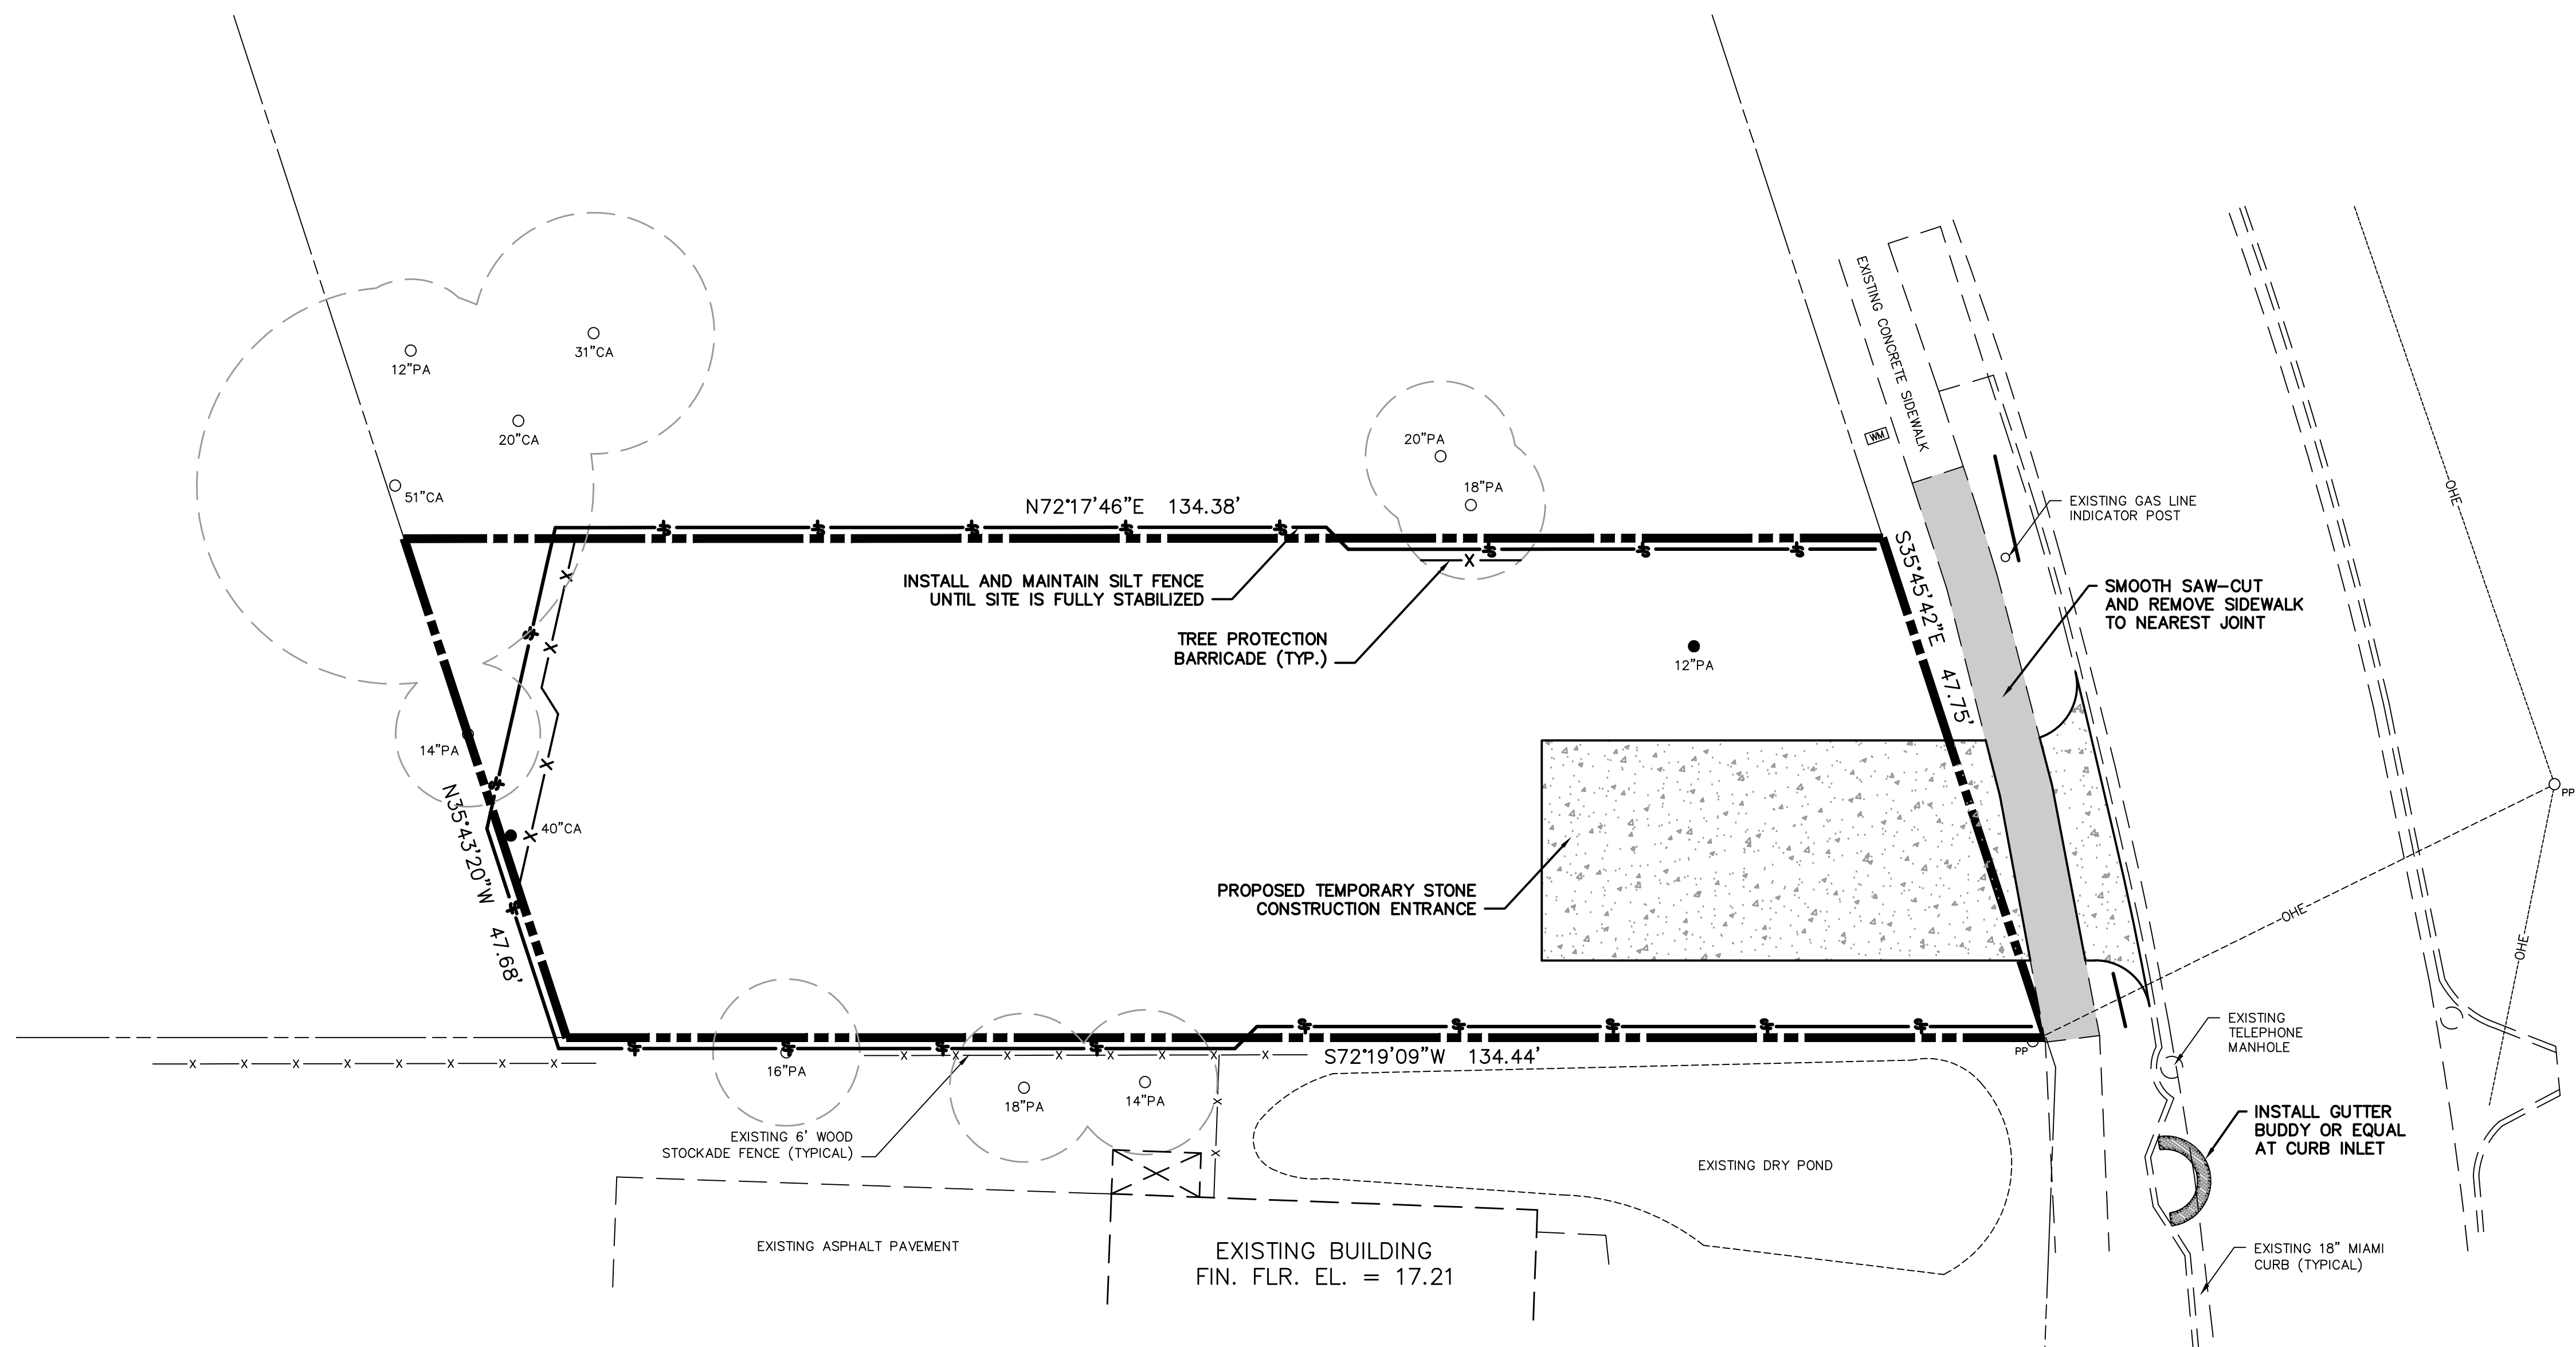 12"PA
31"CA
20"CA
51"CA
14"PA
40"CA
N35°43'20"W 47.68'
N72°17'46"E 134.38'
INSTALL AND MAINTAIN SILT FENCE
UNTIL SITE IS FULLY STABILIZED
TREE PROTECTION
BARRICADE (TYP.)
20"PA
18"PA
EXISTING CONCRETE SIDEWALK
WM
EXISTING GAS LINE
INDICATOR POST
S35°45'42"E 47.75'
SMOOTH SAW-CUT
AND REMOVE SIDEWALK
TO NEAREST JOINT
12"PA
PROPOSED TEMPORARY STONE
CONSTRUCTION ENTRANCE
OHE
PP
OHE
OHE
S72°19'09"W 134.44'
PP
16"PA
18"PA
14"PA
EXISTING 6' WOOD
STOCKADE FENCE (TYPICAL)
EXISTING
TELEPHONE
MANHOLE
INSTALL GUTTER
BUDDY OR EQUAL
AT CURB INLET
EXISTING DRY POND
EXISTING ASPHALT PAVEMENT
EXISTING BUILDING
FIN. FLR. EL. = 17.21
EXISTING 18" MIAMI
CURB (TYPICAL)